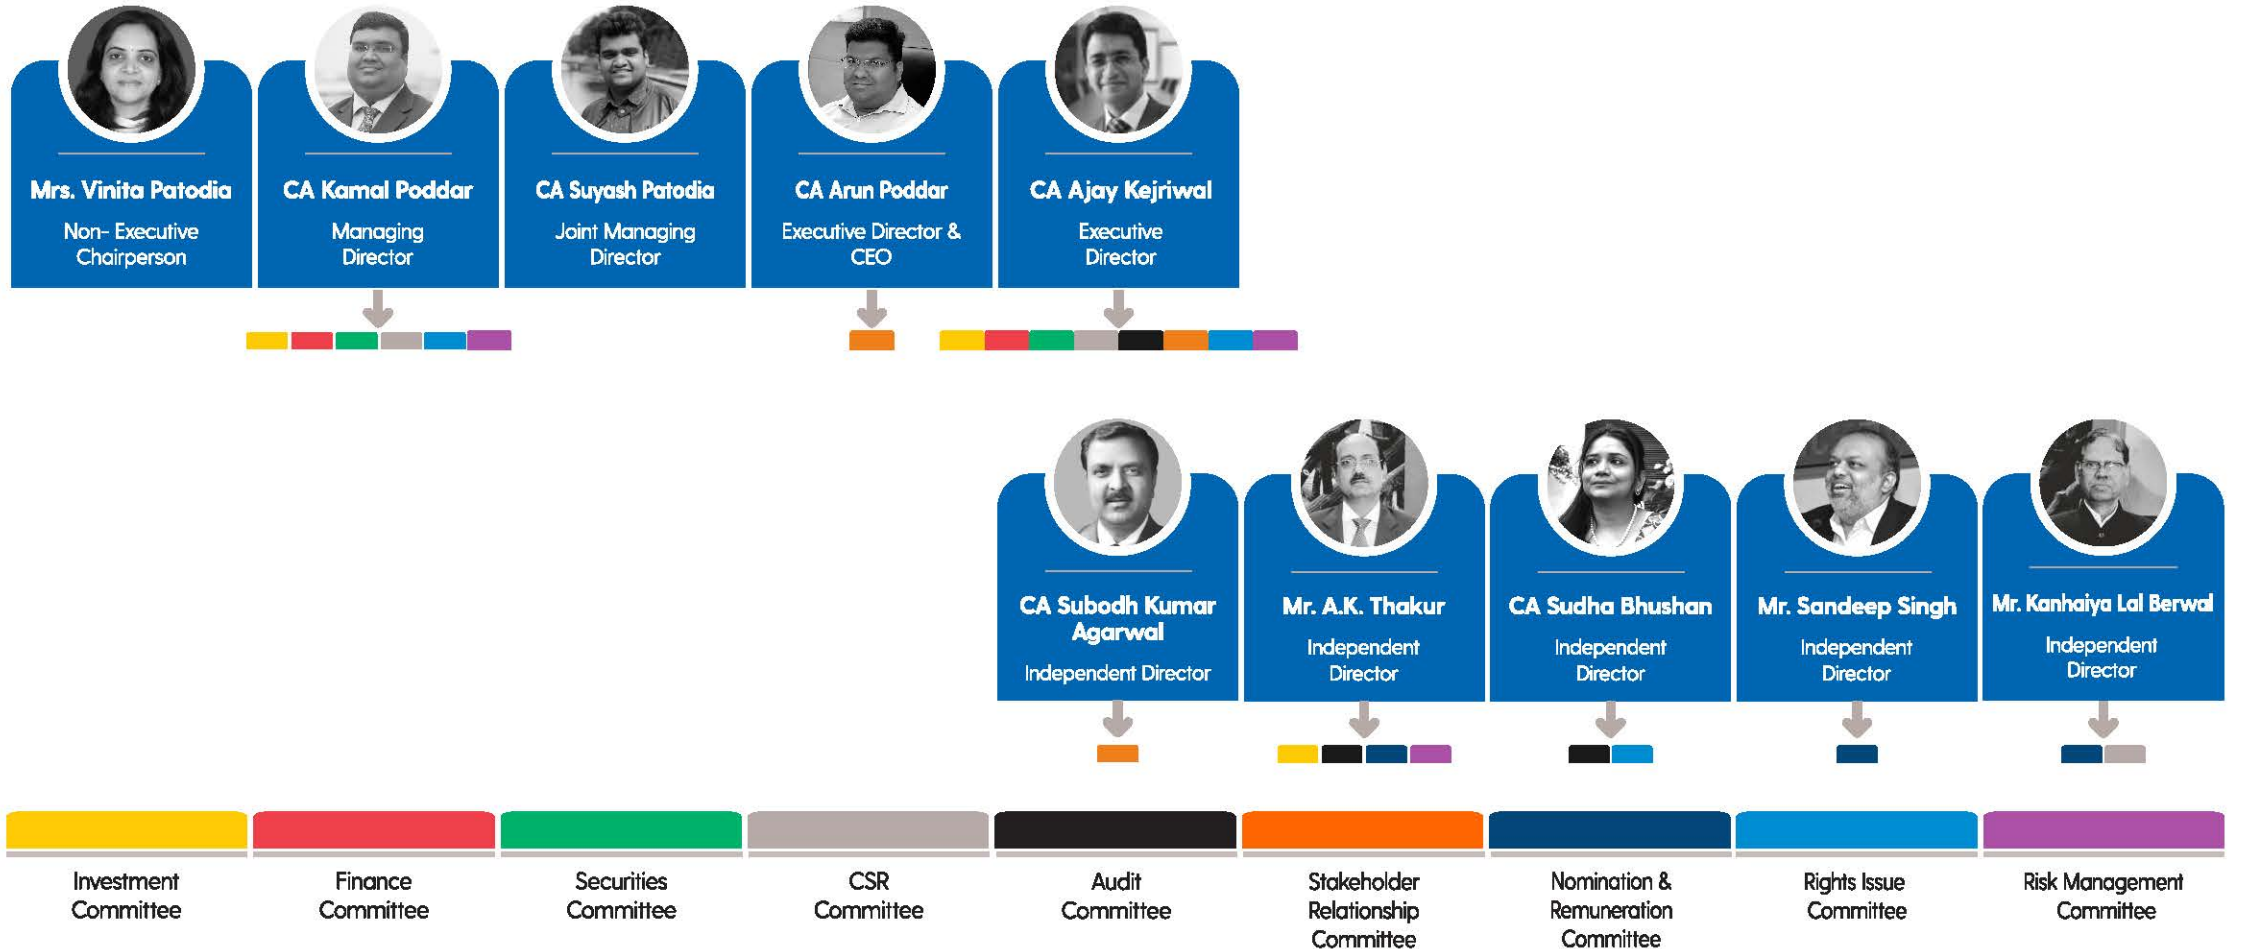 Mrs. Vinita Patodia
Non- Executive
Chairperson
CA Kamal Poddar
Managing
Director
CA Suyash Patodia
Joint Managing
Director
CA Arun Poddar
Executive Director &
CEO
CA Ajay Kejriwal
Executive
Director
CA Subodh Kumar
Agarwal
Independent Director
Mr. A.K. Thakur
Independent
Director
CA Sudha Bhushan
Independent
Director
Mr. Sandeep Singh
Independent
Director
Mr. Kanhaiya Lal Berwal
Independent
Director
Investment
Committee
Finance
Committee
Securities
Committee
CSR
Committee
Audit
Committee
Stakeholder
Relationship
Committee
Nomination &
Remuneration
Committee
Rights Issue
Committee
Risk Management
Committee